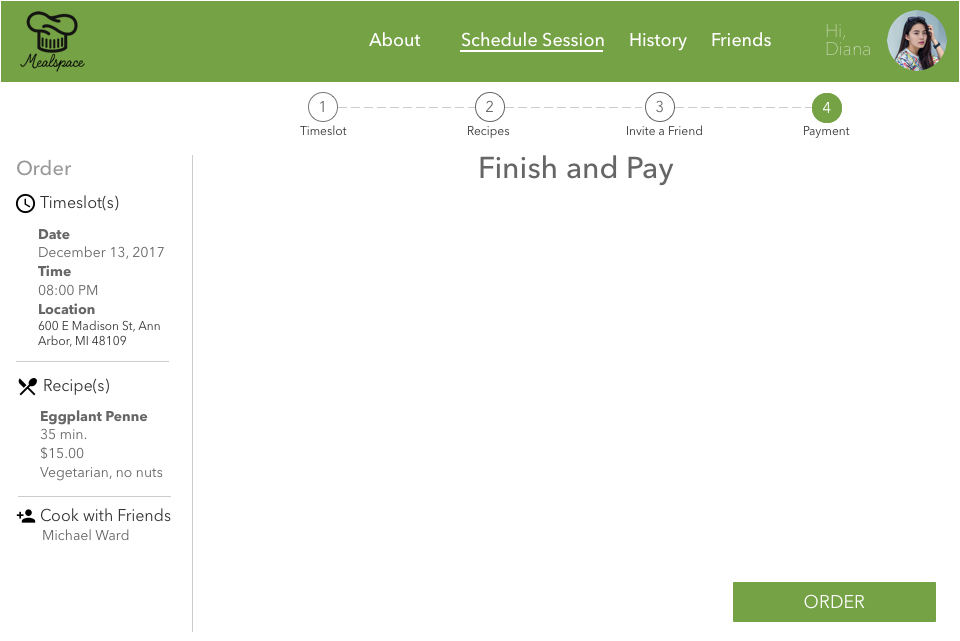 Mealspace
About
Schedule Session
History
Friends
Hi,
Diana
1
2
3
4
Timeslot
Recipes
Invite a Friend
Payment
Finish and Pay
Order
Timeslot(s)
Date
December 13, 2017
Time
08:00 PM
Location
600 E Madison St, Ann
Arbor, MI 48109
Recipe(s)
Eggplant Penne
35 min.
$15.00
Vegetarian, no nuts
Cook with Friends
Michael Ward
ORDER